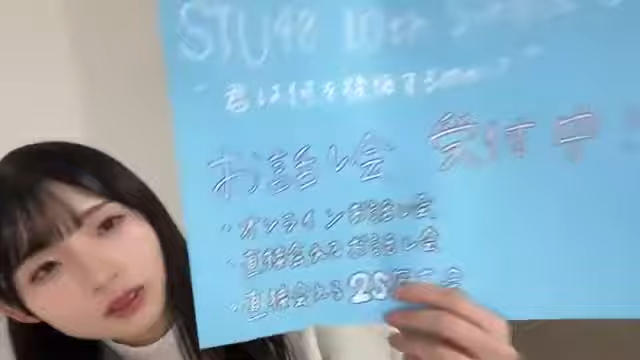 STU48 10th Single
君は何を後悔する
お話し会 受付中!
・オンラインお話し会
・直接会えるお話し会
・直接会える 2S